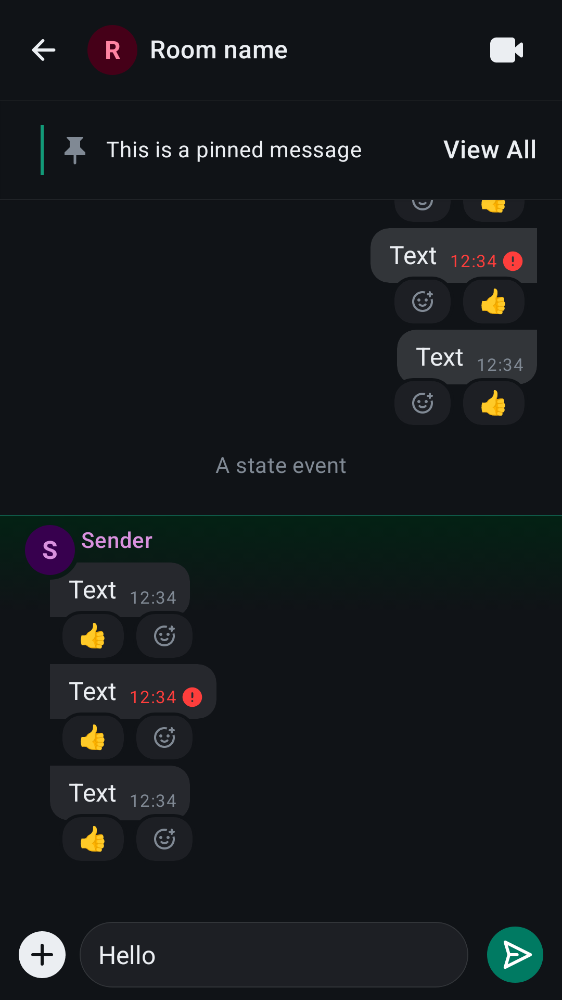 R Room name
This is a pinned message View All
👍
Text 12:34
👍
Text 12:34
👍
A state event
S Sender
Text 12:34
👍
Text 12:34
👍
Text 12:34
👍
Hello